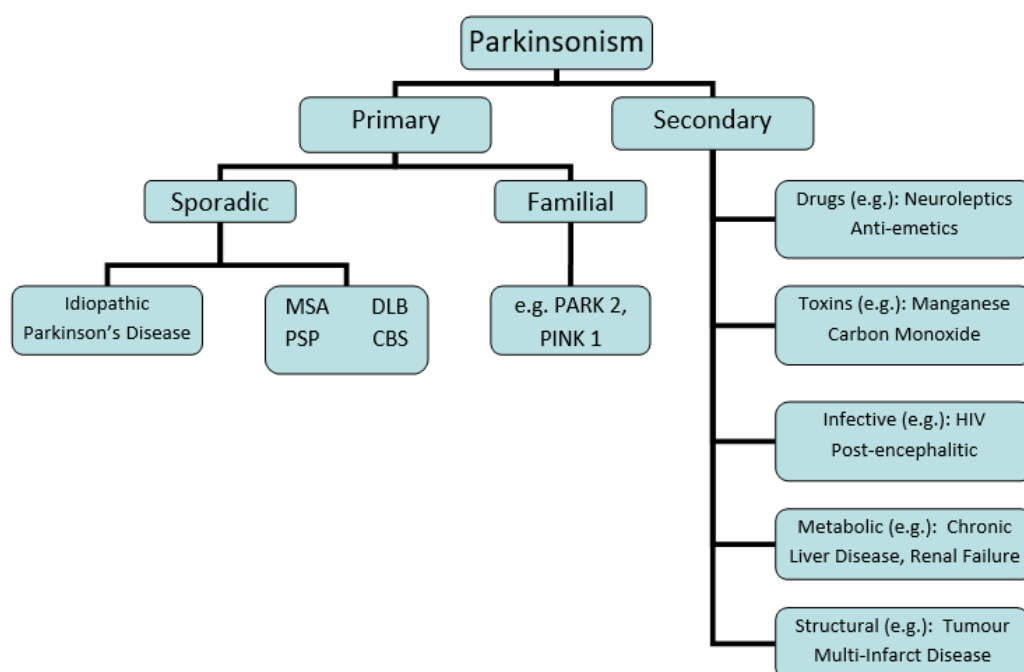 Parkinsonism
Primary
Secondary
Sporadic
Familial
Idiopathic
Parkinson’s Disease
MSA DLB
PSP CBS
e.g. PARK 2,
PINK 1
Drugs (e.g.): Neuroleptics
Anti-emetics
Toxins (e.g.): Manganese
Carbon Monoxide
Infective (e.g.): HIV
Post-encephalitic
Metabolic (e.g.): Chronic
Liver Disease, Renal Failure
Structural (e.g.): Tumour
Multi-Infarct Disease